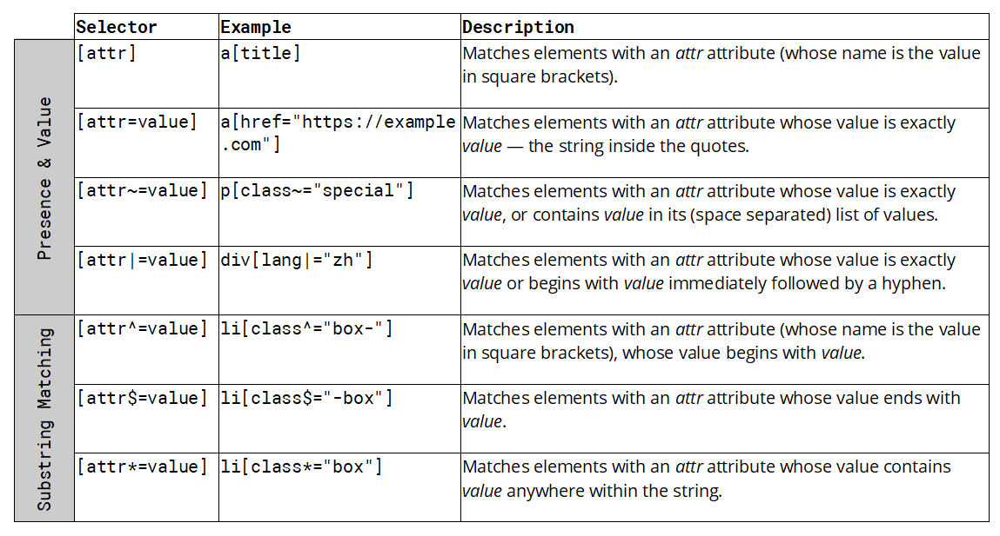 Selector Example Description
Presence & Value
[attr] a[title] Matches elements with an attr attribute (whose name is the value
in square brackets).
[attr=value] a[href="https://example Matches elements with an attr attribute whose value is exactly
.com"] value — the string inside the quotes.
[attr~=value] p[class~="special"] Matches elements with an attr attribute whose value is exactly
value, or contains value in its (space separated) list of values.
[attr|=value] div[lang|="zh"] Matches elements with an attr attribute whose value is exactly
value or begins with value immediately followed by a hyphen.
Substring Matching
[attr^=value] li[class^="box-"] Matches elements with an attr attribute (whose name is the value
in square brackets), whose value begins with value.
[attr$=value] li[class$="-box"] Matches elements with an attr attribute whose value ends with
value.
[attr*=value] li[class*="box"] Matches elements with an attr attribute whose value contains
value anywhere within the string.